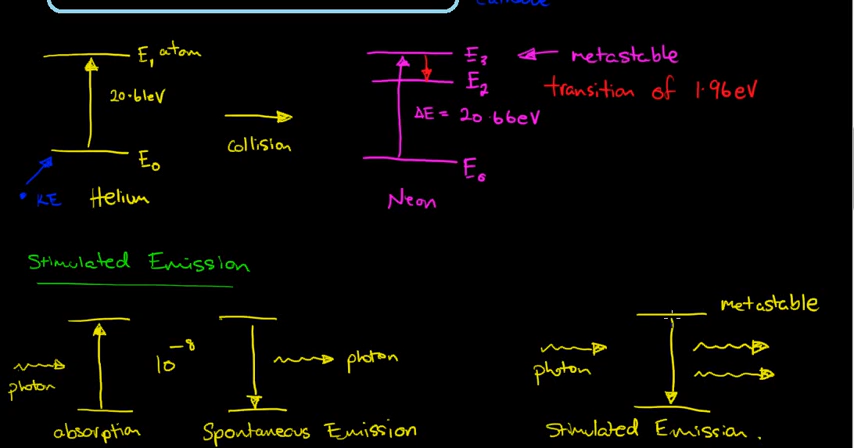 cathode
E₁ atom
20.61eV
E₀
KE
Helium
collision
E₃
metastable
E₂
transition of 1.96eV
ΔE = 20.66eV
E₀
Neon
Stimulated Emission
photon
absorption
10⁻⁸
photon
Spontaneous Emission
metastable
photon
Stimulated Emission.